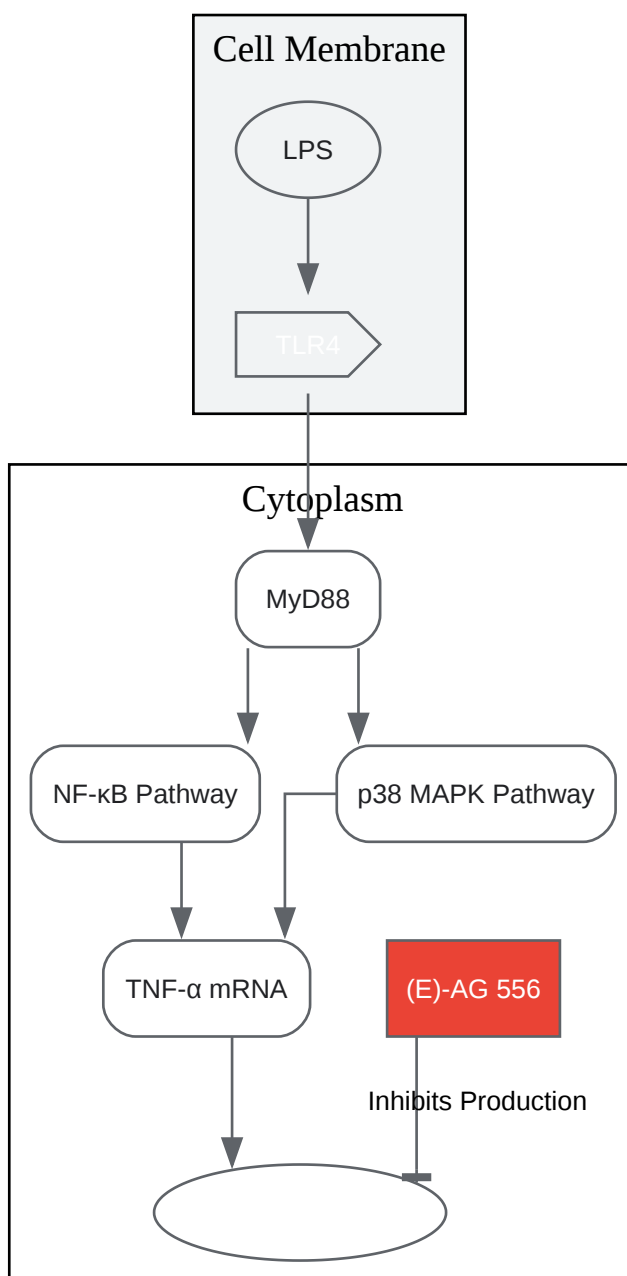 Cell Membrane
LPS
TLR4
Cytoplasm
MyD88
NF-κB Pathway
p38 MAPK Pathway
TNF-α mRNA
(E)-AG 556
Inhibits Production